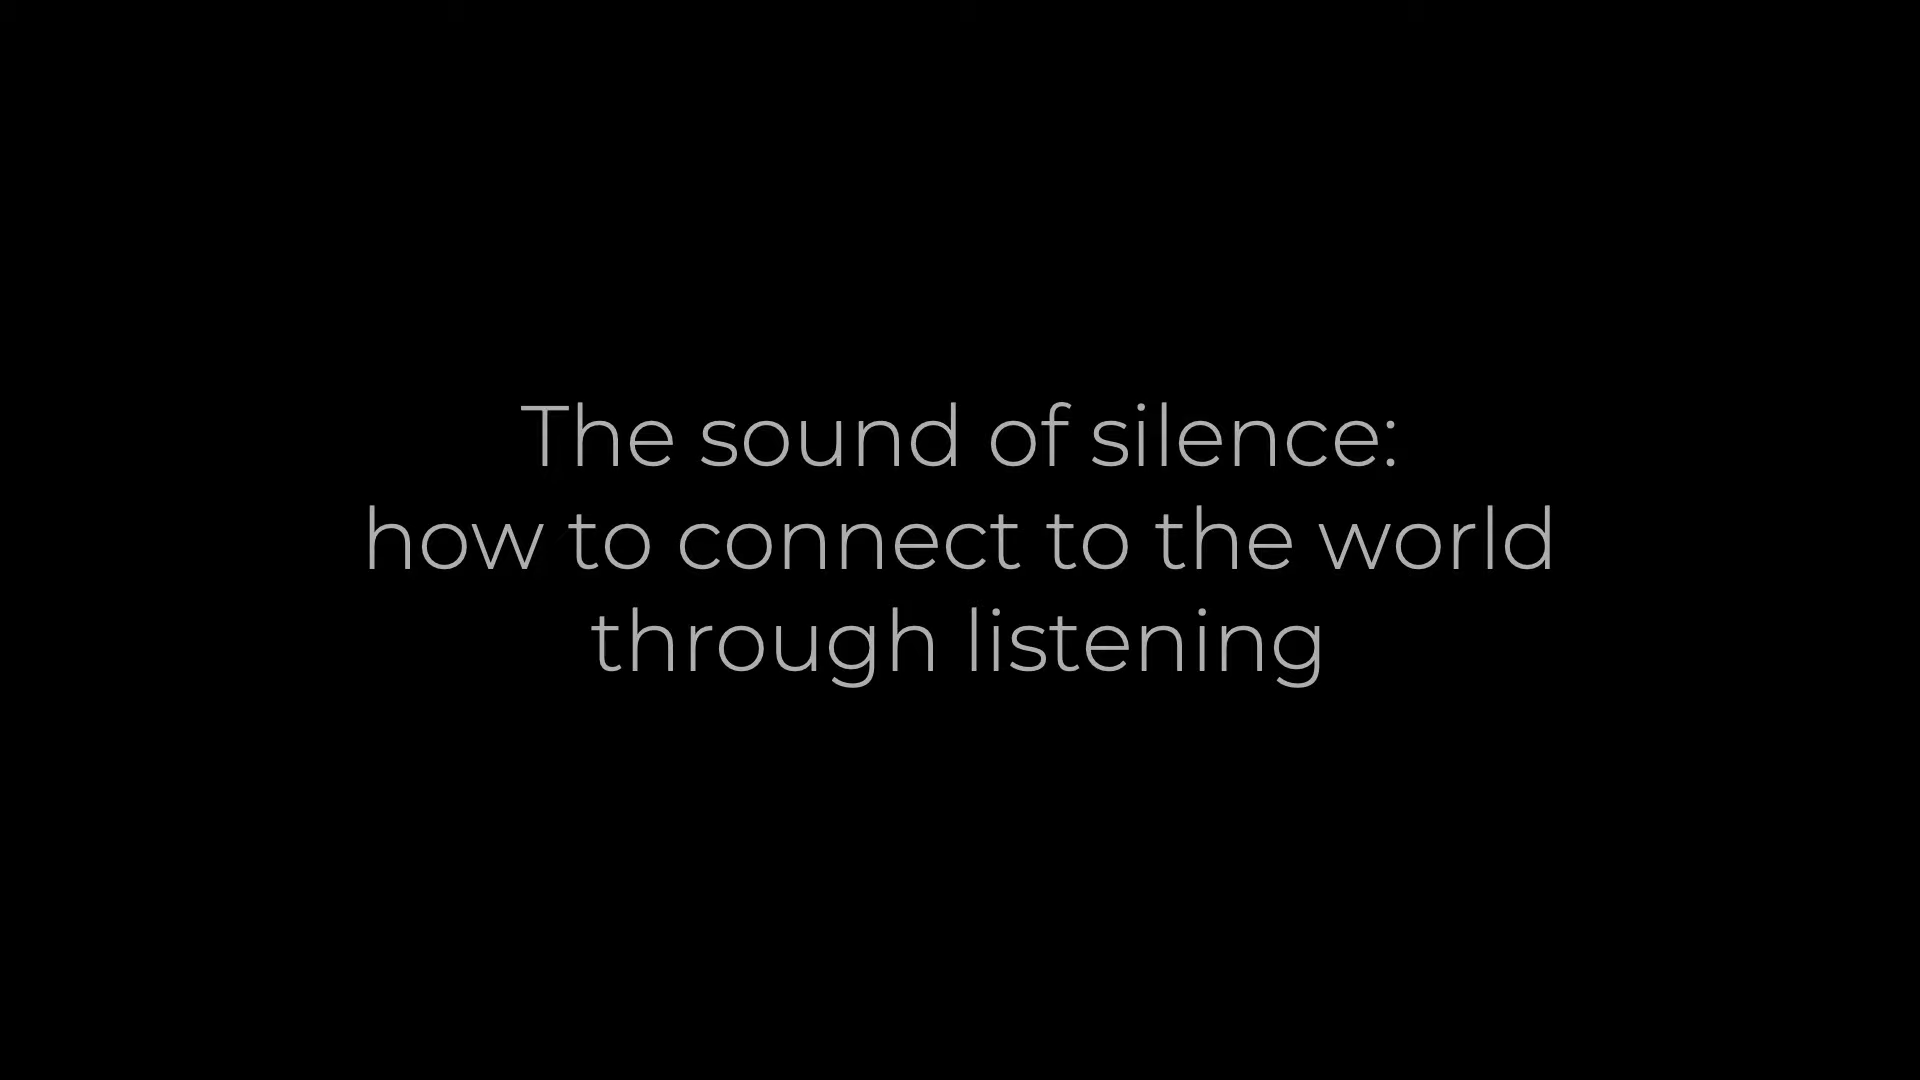 The sound of silence:
how to connect to the world
through listening